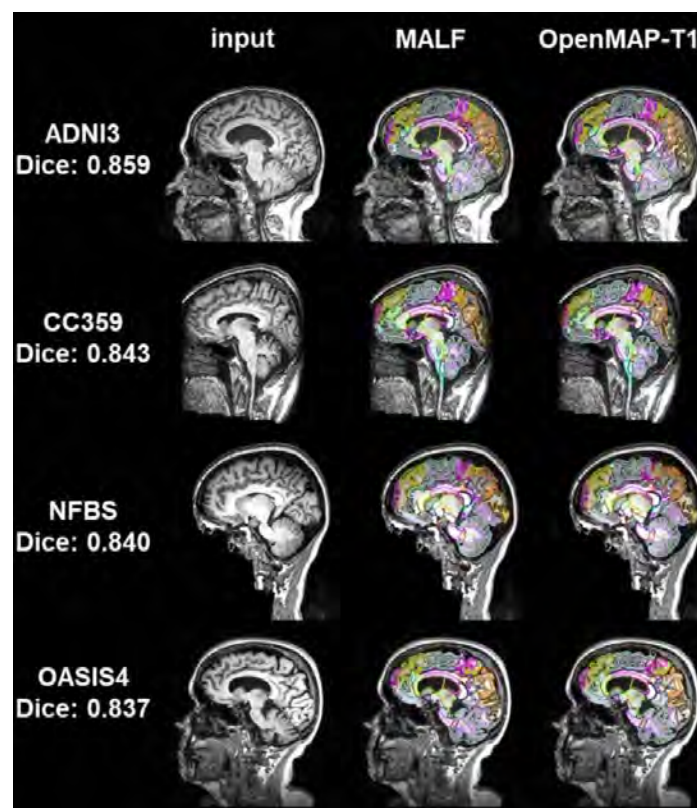 input MALF OpenMAP-T1
ADNI3
Dice: 0.859
CC359
Dice: 0.843
NFBS
Dice: 0.840
OASIS4
Dice: 0.837